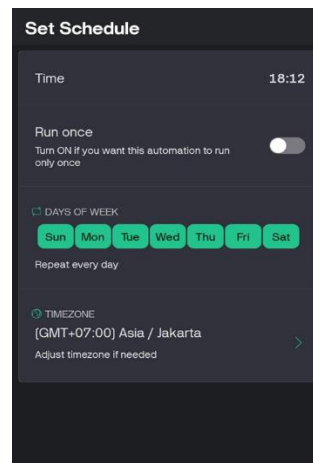 Set Schedule
Time 18:12
Run once
Turn ON if you want this automation to run
only once
DAYS OF WEEK
Sun Mon Tue Wed Thu Fri Sat
Repeat every day
TIMEZONE
(GMT+07:00) Asia / Jakarta
Adjust timezone if needed